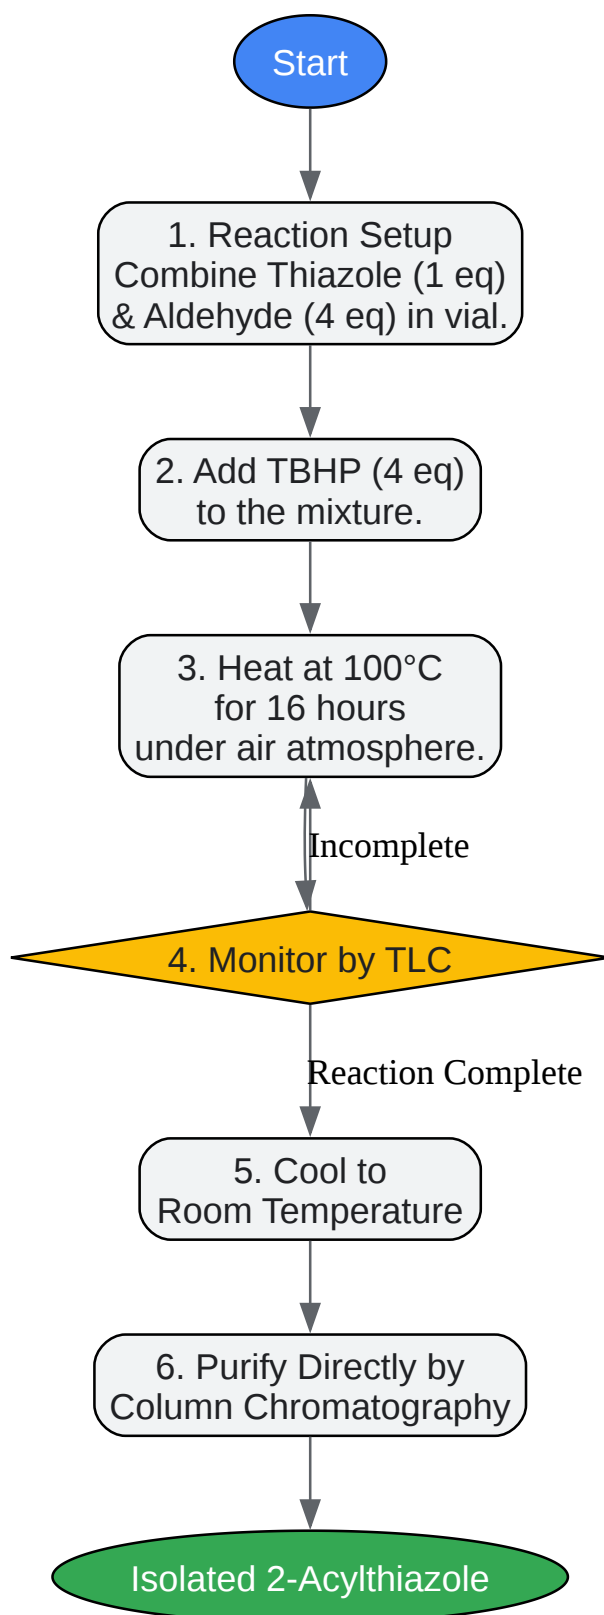 Start
1. Reaction Setup
Combine Thiazole (1 eq)
& Aldehyde (4 eq) in vial.
2. Add TBHP (4 eq)
to the mixture.
3. Heat at 100°C
for 16 hours
under air atmosphere.
Incomplete
4. Monitor by TLC
Reaction Complete
5. Cool to
Room Temperature
6. Purify Directly by
Column Chromatography
Isolated 2-Acylthiazole